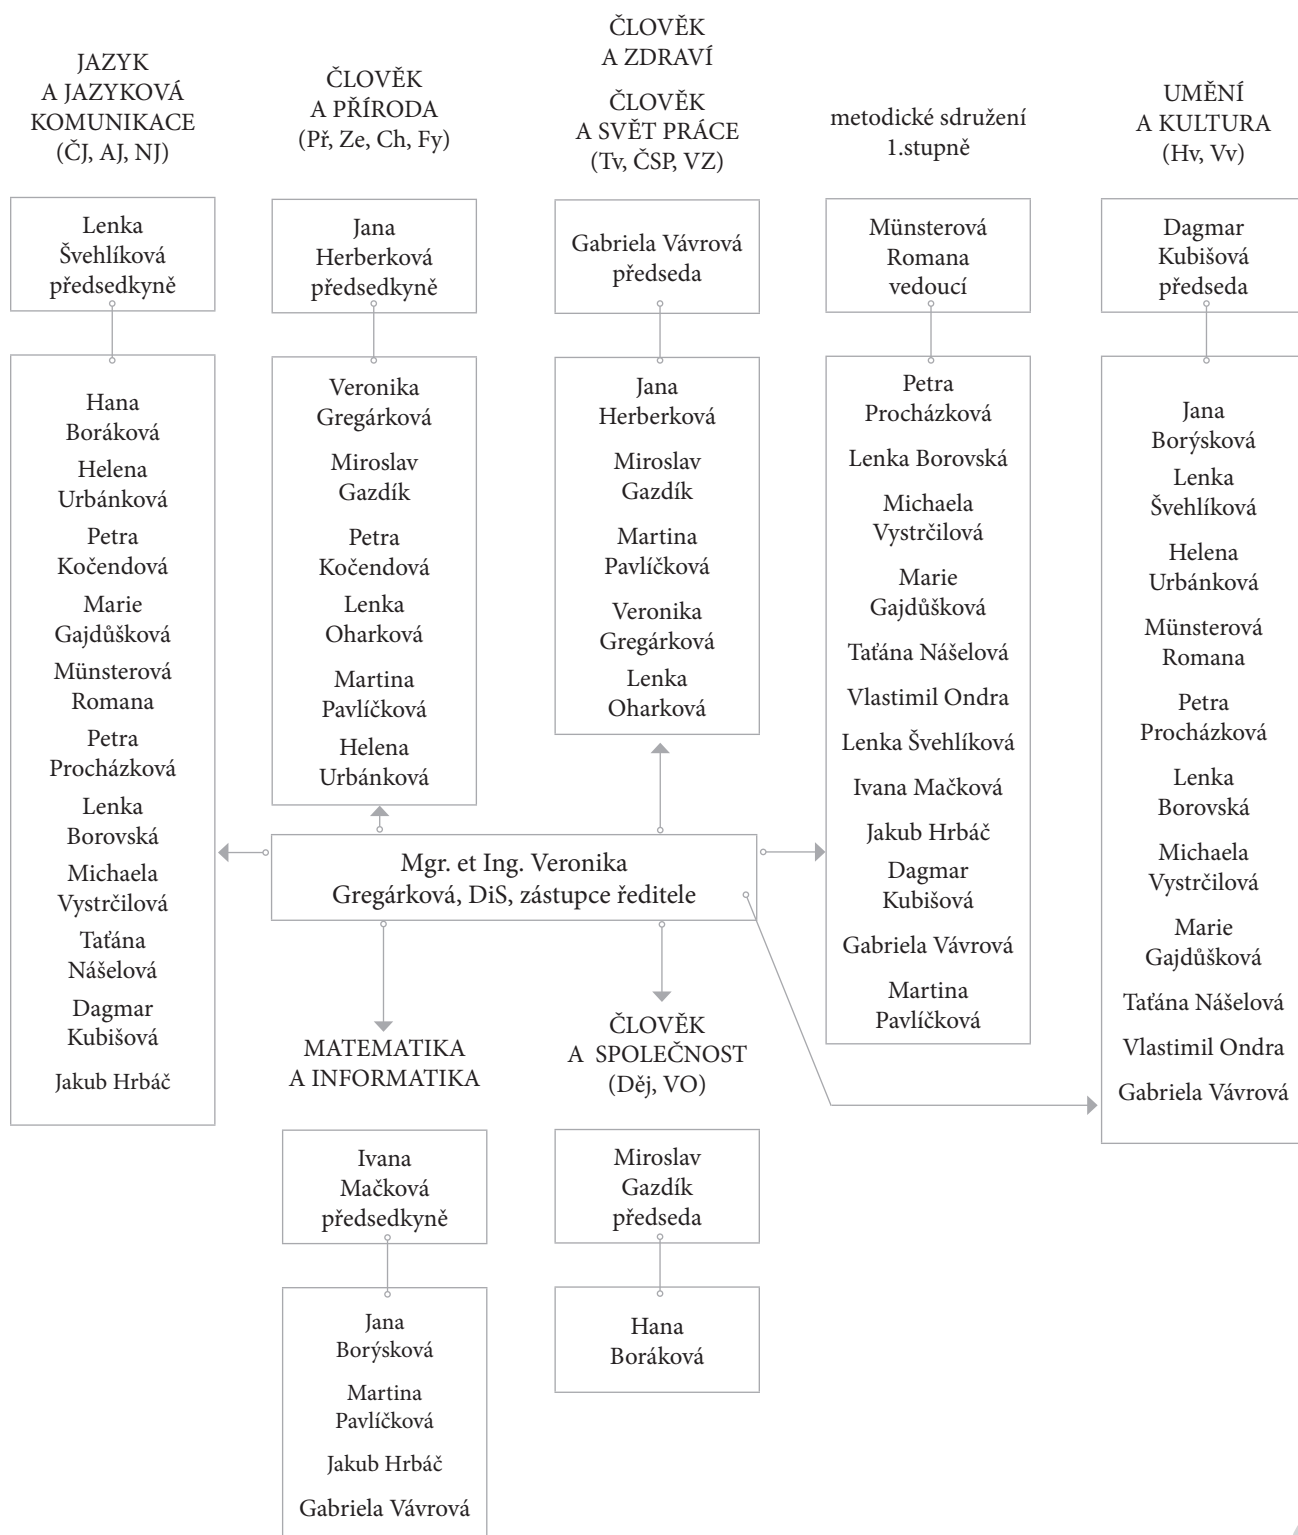 JAZYK
A JAZYKOVÁ
KOMUNIKACE
(ČJ, AJ, NJ)
Lenka
Švehlíková
předsedkyně
Hana
Boráková
Helena
Urbánková
Petra
Kočendová
Marie
Gajdůšková
Münsterová
Romana
Petra
Procházková
Lenka
Borovská
Michaela
Vystrčilová
Taťána
Nášelová
Dagmar
Kubišová
Jakub Hrbáč
ČLOVĚK
A PŘÍRODA
(Př, Ze, Ch, Fy)
Jana
Herberková
předsedkyně
Veronika
Gregárková
Miroslav
Gazdík
Petra
Kočendová
Lenka
Oharková
Martina
Pavlíčková
Helena
Urbánková
ČLOVĚK
A ZDRAVÍ
ČLOVĚK
A SVĚT PRÁCE
(Tv, ČSP, VZ)
Gabriela Vávrová
předseda
Jana
Herberková
Miroslav
Gazdík
Martina
Pavlíčková
Veronika
Gregárková
Lenka
Oharková
metodické sdružení
1.stupně
Münsterová
Romana
vedoucí
Petra
Procházková
Lenka Borovská
Michaela
Vystrčilová
Marie
Gajdůšková
Taťána Nášelová
Vlastimil Ondra
Lenka Švehlíková
Ivana Mačková
Jakub Hrbáč
Dagmar
Kubišová
Gabriela Vávrová
Martina
Pavlíčková
UMĚNÍ
A KULTURA
(Hv, Vv)
Dagmar
Kubišová
předseda
Jana
Borýsková
Lenka
Švehlíková
Helena
Urbánková
Münsterová
Romana
Petra
Procházková
Lenka
Borovská
Michaela
Vystrčilová
Marie
Gajdůšková
Taťána Nášelová
Vlastimil Ondra
Gabriela Vávrová
Mgr. et Ing. Veronika
Gregárková, DiS, zástupce ředitele
MATEMATIKA
A INFORMATIKA
Ivana
Mačková
předsedkyně
Jana
Borýsková
Martina
Pavlíčková
Jakub Hrbáč
Gabriela Vávrová
ČLOVĚK
A SPOLEČNOST
(Děj, VO)
Miroslav
Gazdík
předseda
Hana
Boráková